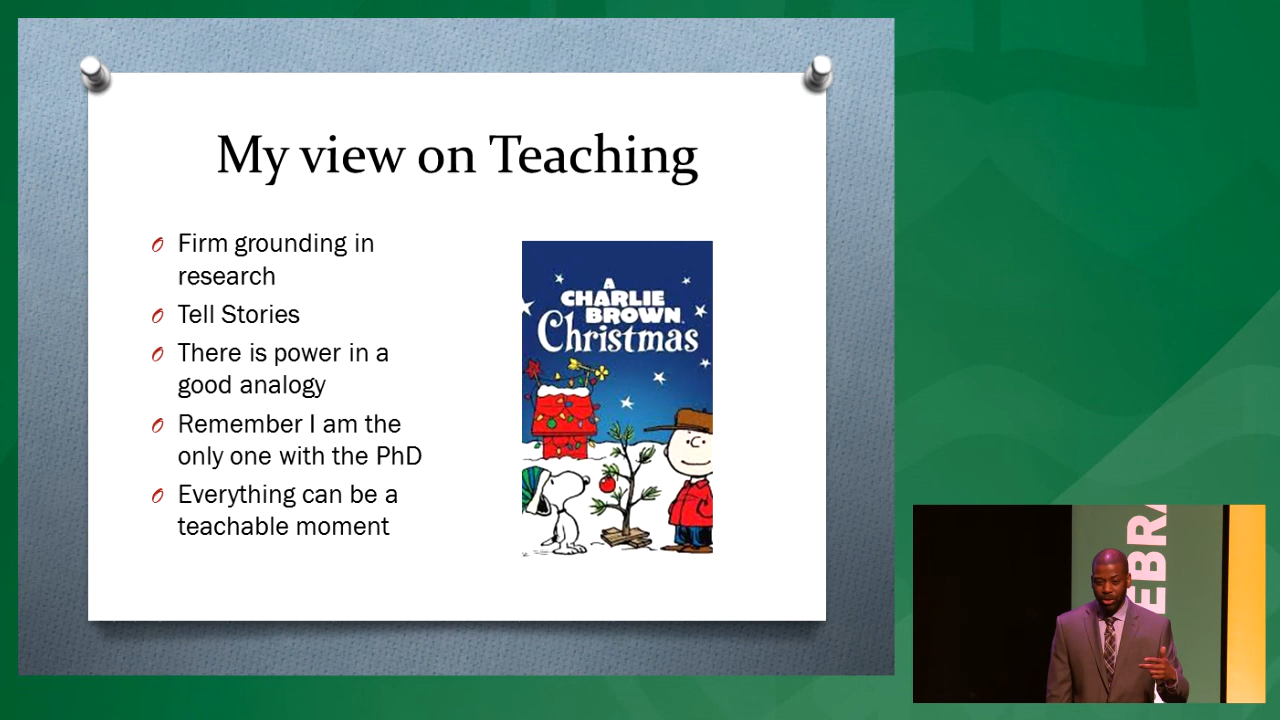 My view on Teaching
Firm grounding in
research
Tell Stories
There is power in a
good analogy
Remember I am the
only one with the PhD
Everything can be a
teachable moment
A
CHARLIE
BROWN
Christmas
EBRA